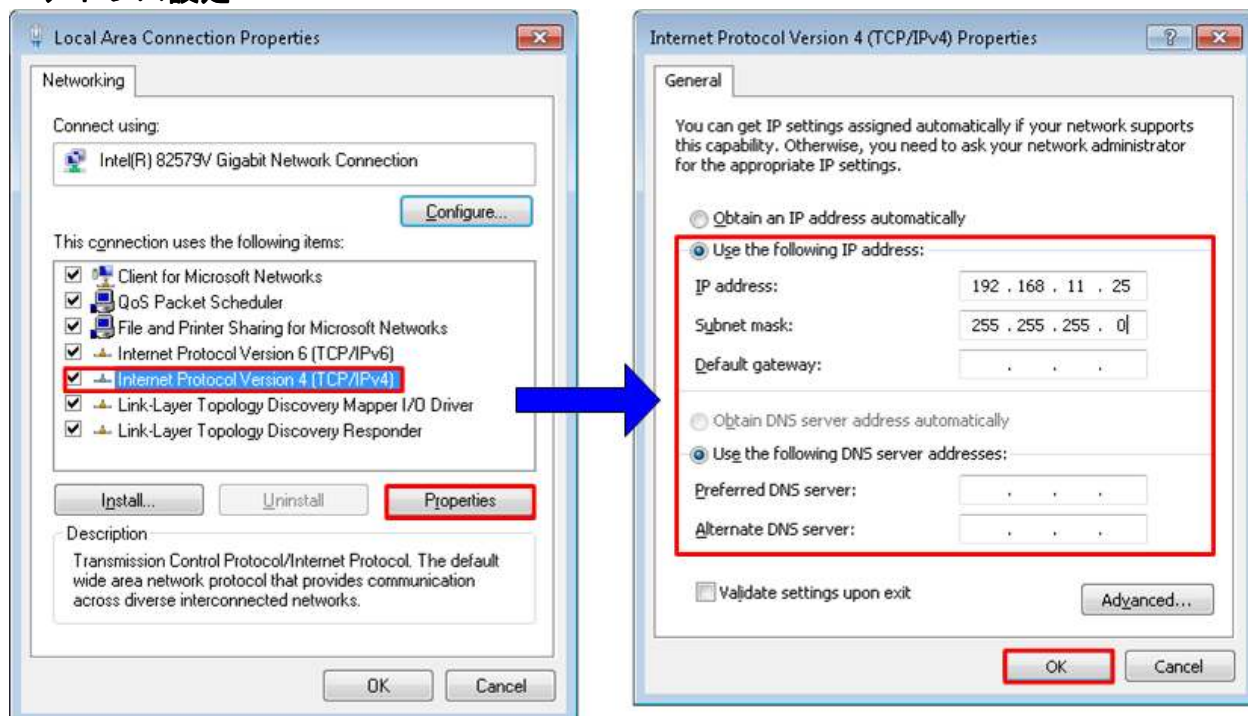 Local Area Connection Properties
Networking
Connect using:
Intel(R) 82579V Gigabit Network Connection
Configure...
This connection uses the following items:
Client for Microsoft Networks
QoS Packet Scheduler
File and Printer Sharing for Microsoft Networks
Internet Protocol Version 6 (TCP/IPv6)
Internet Protocol Version 4 (TCP/IPv4)
Link-Layer Topology Discovery Mapper I/O Driver
Link-Layer Topology Discovery Responder
Install...
Uninstall
Properties
Description
Transmission Control Protocol/Internet Protocol. The default
wide area network protocol that provides communication
across diverse interconnected networks.
OK
Cancel
Internet Protocol Version 4 (TCP/IPv4) Properties
General
You can get IP settings assigned automatically if your network supports
this capability. Otherwise, you need to ask your network administrator
for the appropriate IP settings.
Obtain an IP address automatically
Use the following IP address:
IP address: 192 . 168 . 11 . 25
Subnet mask: 255 . 255 . 255 . 0
Default gateway: . . .
Obtain DNS server address automatically
Use the following DNS server addresses:
Preferred DNS server: . . .
Alternate DNS server: . . .
Validate settings upon exit
Advanced...
OK
Cancel